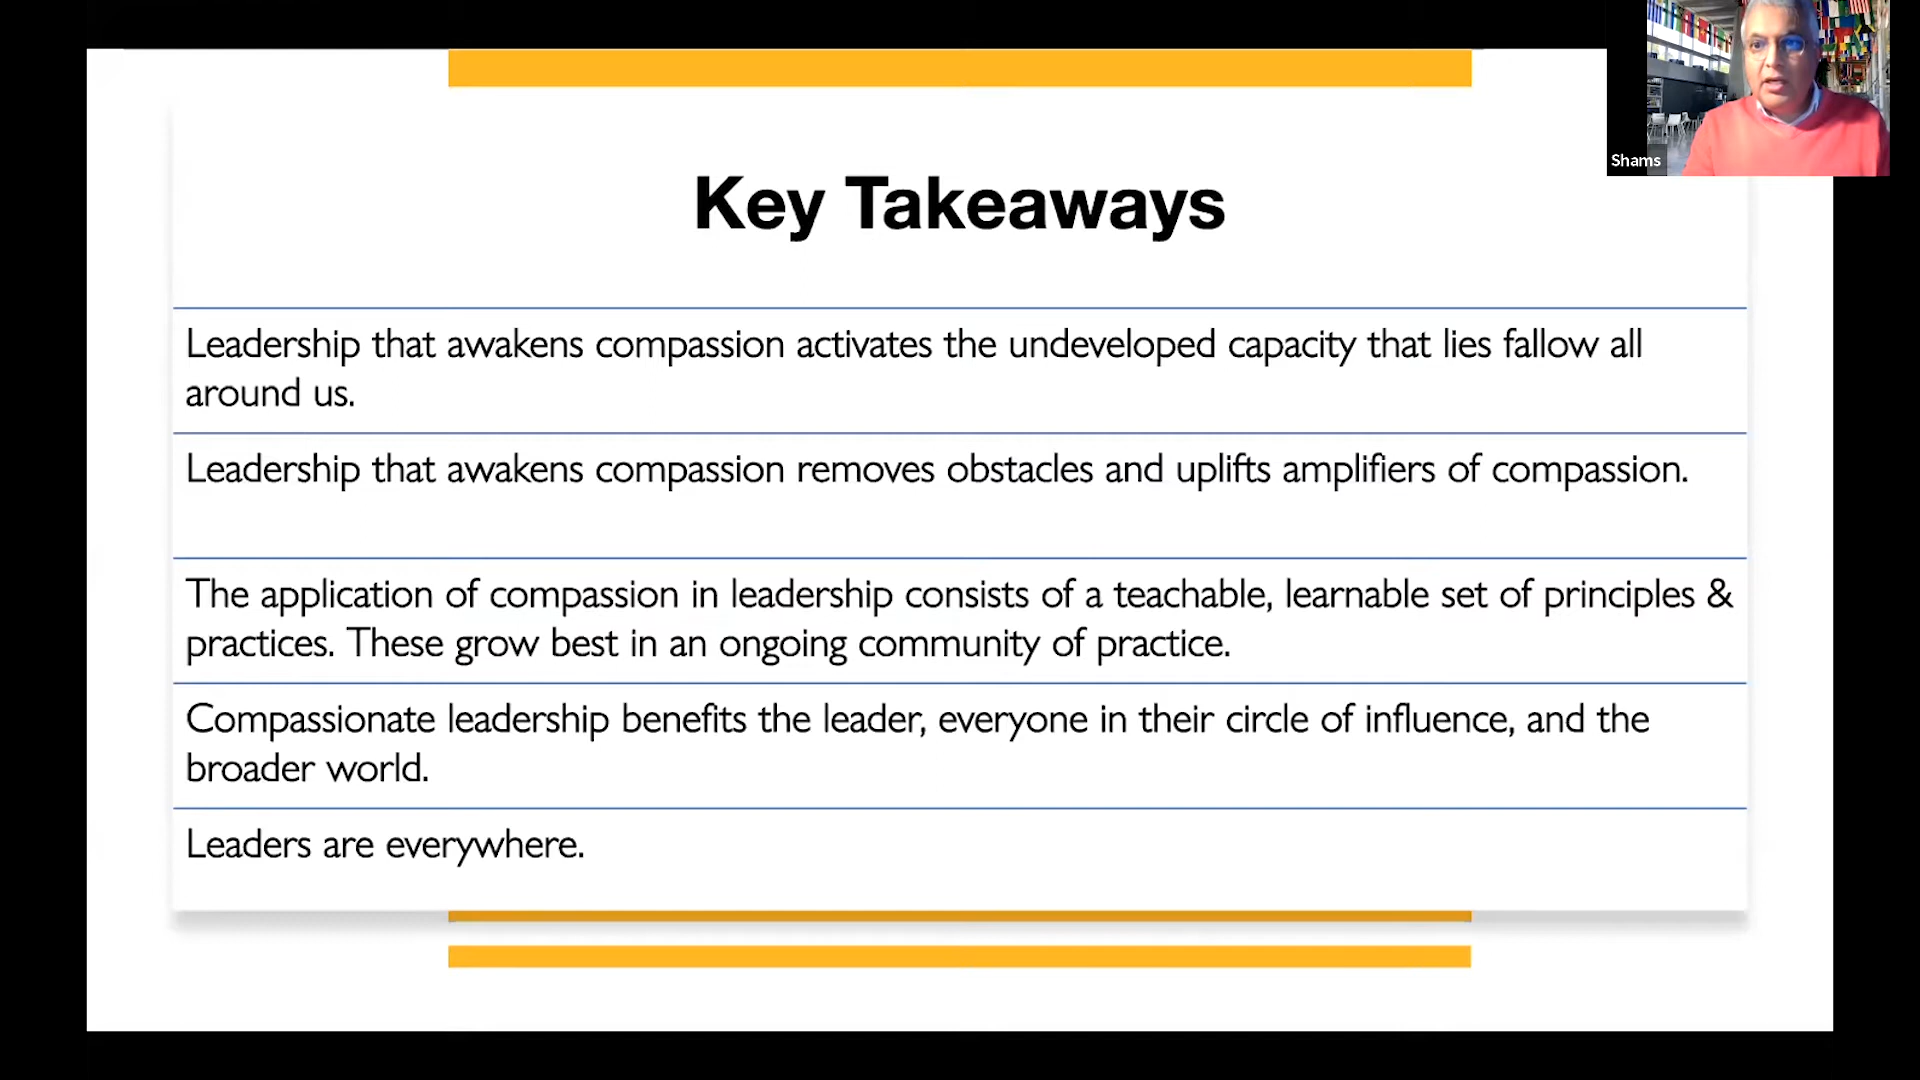 Shams
Key Takeaways
Leadership that awakens compassion activates the undeveloped capacity that lies fallow all
around us.
Leadership that awakens compassion removes obstacles and uplifts amplifiers of compassion.
The application of compassion in leadership consists of a teachable, learnable set of principles &
practices. These grow best in an ongoing community of practice.
Compassionate leadership benefits the leader, everyone in their circle of influence, and the
broader world.
Leaders are everywhere.